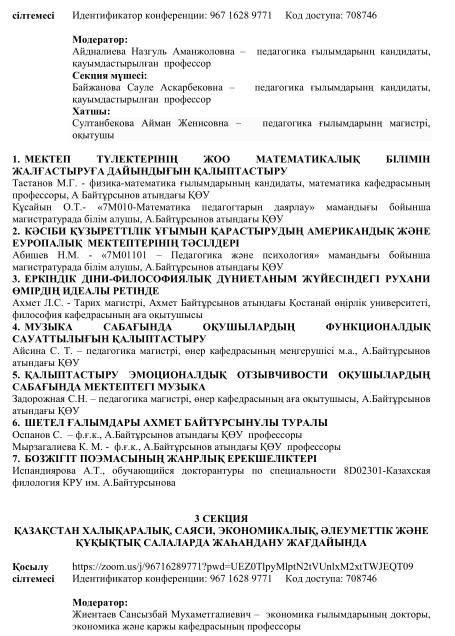 сілтемесі Идентификатор конференции: 967 1628 9771 Код доступа: 708746
Модератор:
Айдналиева Назгуль Аманжоловна – педагогика ғылымдарынң кандидаты,
қауымдастырылған профессор
Секция мүшесі:
Байжанова Сауле Аскарбековна – педагогика ғылымдарынң кандидаты,
қауымдастырылған профессор
Хатшы:
Султанбекова Айман Женисовна – педагогика ғылымдарынң магистрі,
оқытушы
1. МЕКТЕП ТҮЛЕКТЕРІНІҢ ЖОО МАТЕМАТИКАЛЫҚ БІЛІМІН
ЖАЛҒАСТЫРУҒА ДАЙЫНДЫҒЫН ҚАЛЫПТАСТЫРУ
Тастанов М.Г. - физика-математика ғылымдарының кандидаты, математика кафедрасының
профессоры, А Байтұрсынов атындағы ҚӨУ
Құсайын О.Т.- «7М010-Математика педагогтарын даярлау» мамандығы бойынша
магистратурада білім алушы, А.Байтұрсынов атындағы ҚӨУ
2. КӘСІБИ ҚҰЗЫРЕТТІЛІК ҰҒЫМЫН ҚАРАСТЫРУДЫҢ АМЕРИКАНДЫҚ ЖӘНЕ
ЕУРОПАЛЫҚ МЕКТЕПТЕРІНІҢ ТӘСІЛДЕРІ
Абишев Н.М. - «7М01101 – Педагогика және психология» мамандығы бойынша
магистратурада білім алушы, А.Байтұрсынов атындағы ҚӨУ
3. ЕРКІНДІК ДІНИ-ФИЛОСОФИЯЛЫҚ ДҮНИЕТАНЫМ ЖҮЙЕСІНДЕГІ РУХАНИ
ӨМІРДІҢ ИДЕАЛЫ РЕТІНДЕ
Ахмет Л.С. - Тарих магистрі, Ахмет Байтұрсынов атындағы Қостанай өңірлік университеті,
философия кафедрасының аға оқытушысы
4. МУЗЫКА САБАҒЫНДА ОҚУШЫЛАРДЫҢ ФУНКЦИОНАЛДЫҚ
САУАТТЫЛЫҒЫН ҚАЛЫПТАСТЫРУ
Айсина С. Т. – педагогика магистрі, өнер кафедрасының меңгерушісі м.а., А.Байтұрсынов
атындағы ҚӨУ
5. ҚАЛЫПТАСТЫРУ ЭМОЦИОНАЛДЫҚ ОТЗЫВЧИВОСТИ ОҚУШЫЛАРДЫҢ
САБАҒЫНДА МЕКТЕПТЕГІ МУЗЫКА
Задорожная С.Н. – педагогика магистрі, өнер кафедрасының аға оқытушысы, А.Байтұрсынов
атындағы ҚӨУ
6. ШЕТЕЛ ҒАЛЫМДАРЫ АХМЕТ БАЙТҰРСЫНҰЛЫ ТУРАЛЫ
Оспанов С. – ф.ғ.к., А.Байтұрсынов атындағы ҚӨУ профессоры
Мырзагалиева К. М. - ф.ғ.к., А.Байтұрсынов атындағы ҚӨУ профессоры
7. БОЗЖІГІТ ПОЭМАСЫНЫҢ ЖАНРЛЫҚ ЕРЕКШЕЛІКТЕРІ
Испандиярова А.Т., обучающийся докторантуры по специальности 8D02301-Казахская
филология КРУ им. А.Байтурсынова
3 СЕКЦИЯ
ҚАЗАҚСТАН ХАЛЫҚАРАЛЫҚ, САЯСИ, ЭКОНОМИКАЛЫҚ, ӘЛЕУМЕТТІК ЖӘНЕ
ҚҰҚЫҚТЫҚ САЛАЛАРДА ЖАҺАНДАНУ ЖАҒДАЙЫНДА
Қосылу https://zoom.us/j/96716289771?pwd=UEZ0TlpyMlptN2tVUnlxM2xtTWJEQT09
сілтемесі Идентификатор конференции: 967 1628 9771 Код доступа: 708746
Модератор:
Жиентаев Сансызбай Мухаметгалиевич – экономика ғылымдарының докторы,
экономика және қаржы кафедрасының профессоры